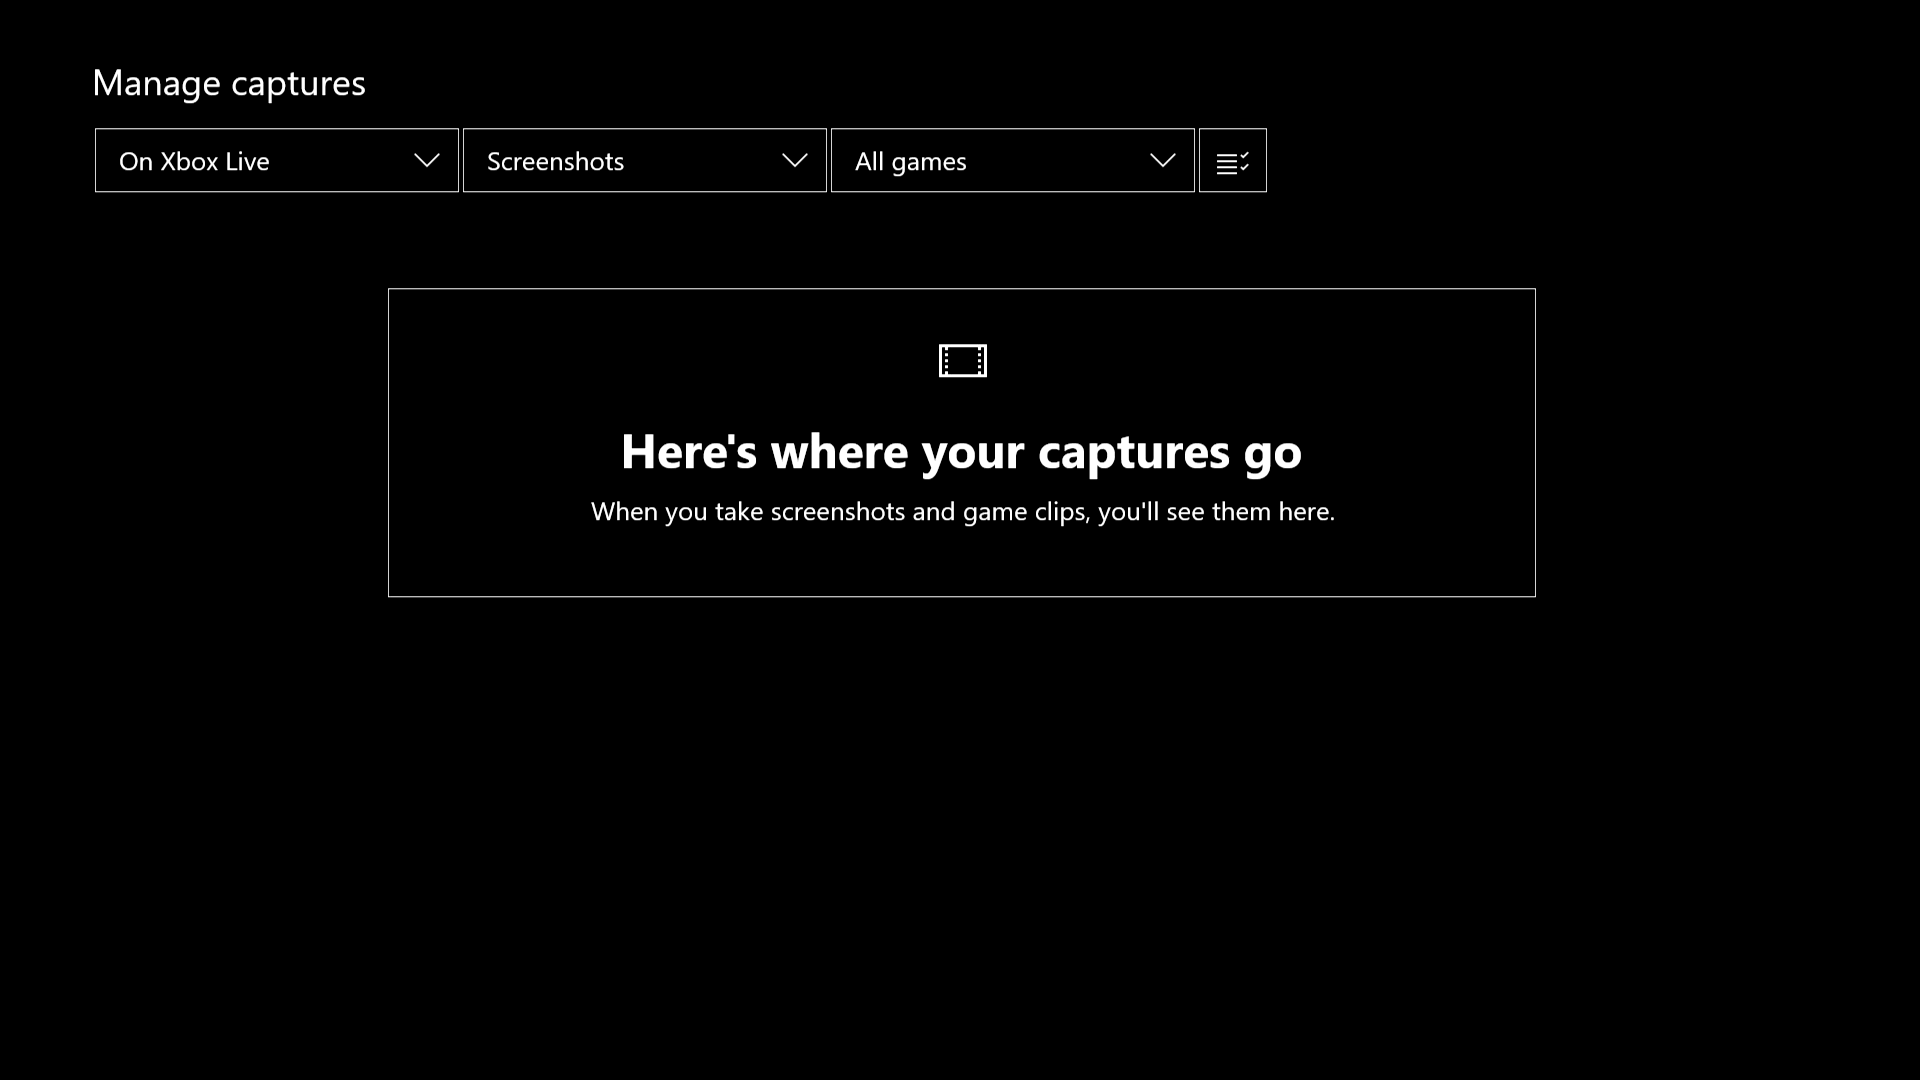 Manage captures
On Xbox Live
Screenshots
All games
Here's where your captures go
When you take screenshots and game clips, you'll see them here.